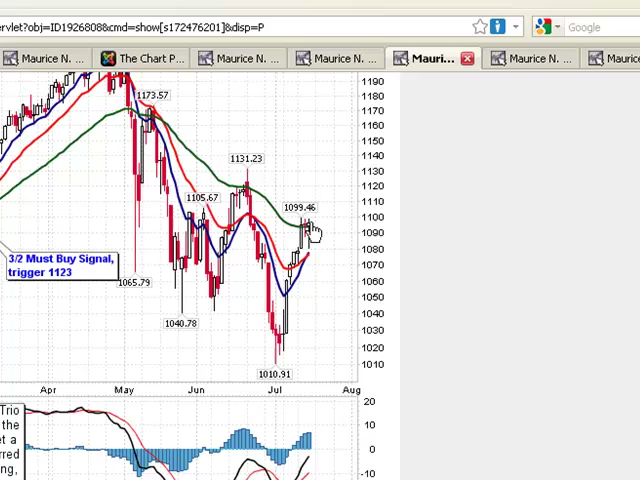 ervlet?obj=ID1926808&cmd=show[s172476201]&disp=P
Google
Maurice N. ...
The Chart P...
Maurice N. ...
Maurice N. ...
Mauri...
Maurice N. ...
Maurice
1190
1180
1170
1160
1150
1140
1130
1120
1110
1100
1090
1080
1070
1060
1050
1040
1030
1020
1010
1173.57
1131.23
1105.67
1099.46
3/2 Must Buy Signal,
trigger 1123
1065.79
1040.78
1010.91
Apr
May
Jun
Jul
Aug
Trio
the
et a
rred
ng,
20
10
0
-10